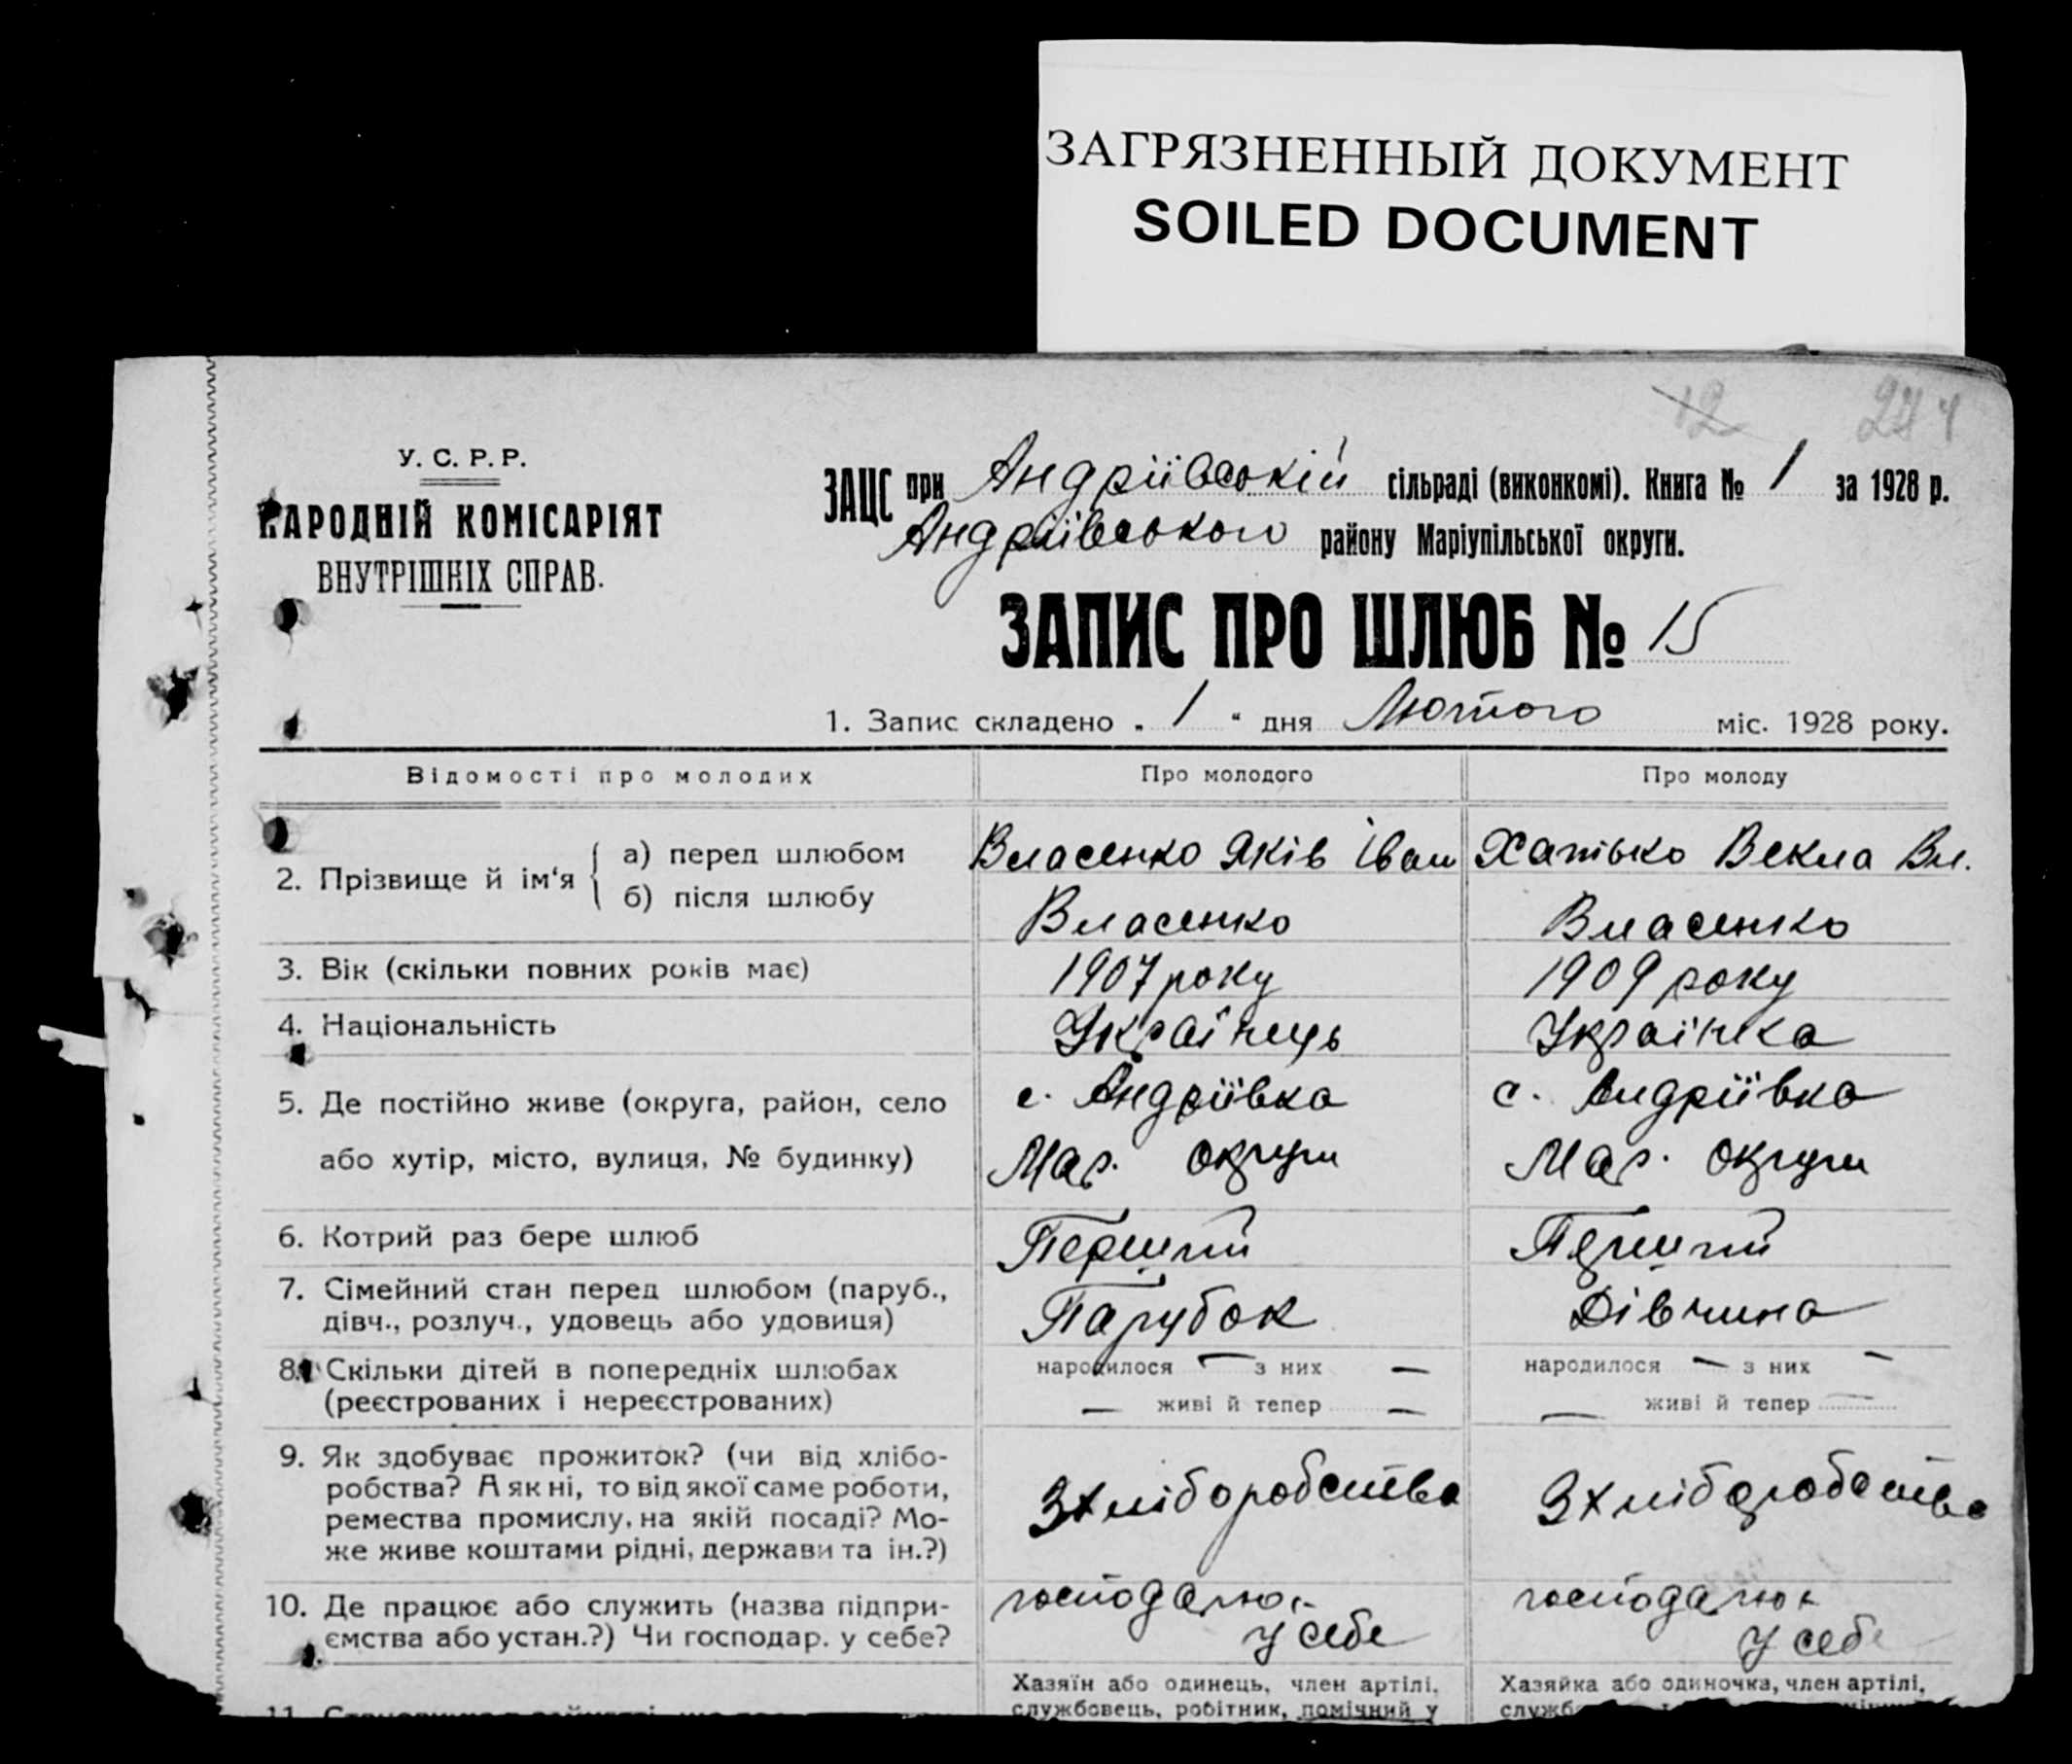 ЗАГРЯЗНЕННЫЙ ДОКУМЕНТ
SOILED DOCUMENT
12
У. С. Р. Р.
НАРОДНІЙ КОМІСАРІЯТ
ВНУТРІШНІХ СПРАВ.
ЗАЦС при Андріївській сільраді (виконкомі). Книга № 1 за 1928 р.
Андріївського району Маріупільської округи.
ЗАПИС ПРО ШЛЮБ № 15
1. Запис складено „ 1 “ дня Лютого міс. 1928 року.
Відомості про молодих Про молодого Про молоду
2. Прізвище й ім‘я { а) перед шлюбом Власенко Яків Іван Хатько Векла Вл.
б) після шлюбу Власенко Власенко
3. Вік (скільки повних років має) 1907 року 1909 року
4. Національність Українець Українка
5. Де постійно живе (округа, район, село с. Андріївка с. Андріївка
або хутір, місто, вулиця, № будинку) Мар. округи Мар. округи
6. Котрий раз бере шлюб Перший Перший
7. Сімейний стан перед шлюбом (паруб., Парубок Дівчина
дівч., розлуч., удовець або удовиця)
8. Скільки дітей в попередніх шлюбах народилося — з них — народилося — з них —
(реєстрованих і нереєстрованих) — живі й тепер — — живі й тепер —
9. Як здобуває прожиток? (чи від хлібо-
робства? А як ні, то від якої саме роботи, Зхліборобства Зхліборобства
ремества промислу, на якій посаді? Мо-
же живе коштами рідні, держави та ін.?)
10. Де працює або служить (назва підпри- господарює господарює
ємства або устан.?) Чи господар. у себе? у себе у себе
Хазяїн або одинець, член артілі, Хазяйка або одиночка, член артілі,
11. службовець, робітник, помічний у